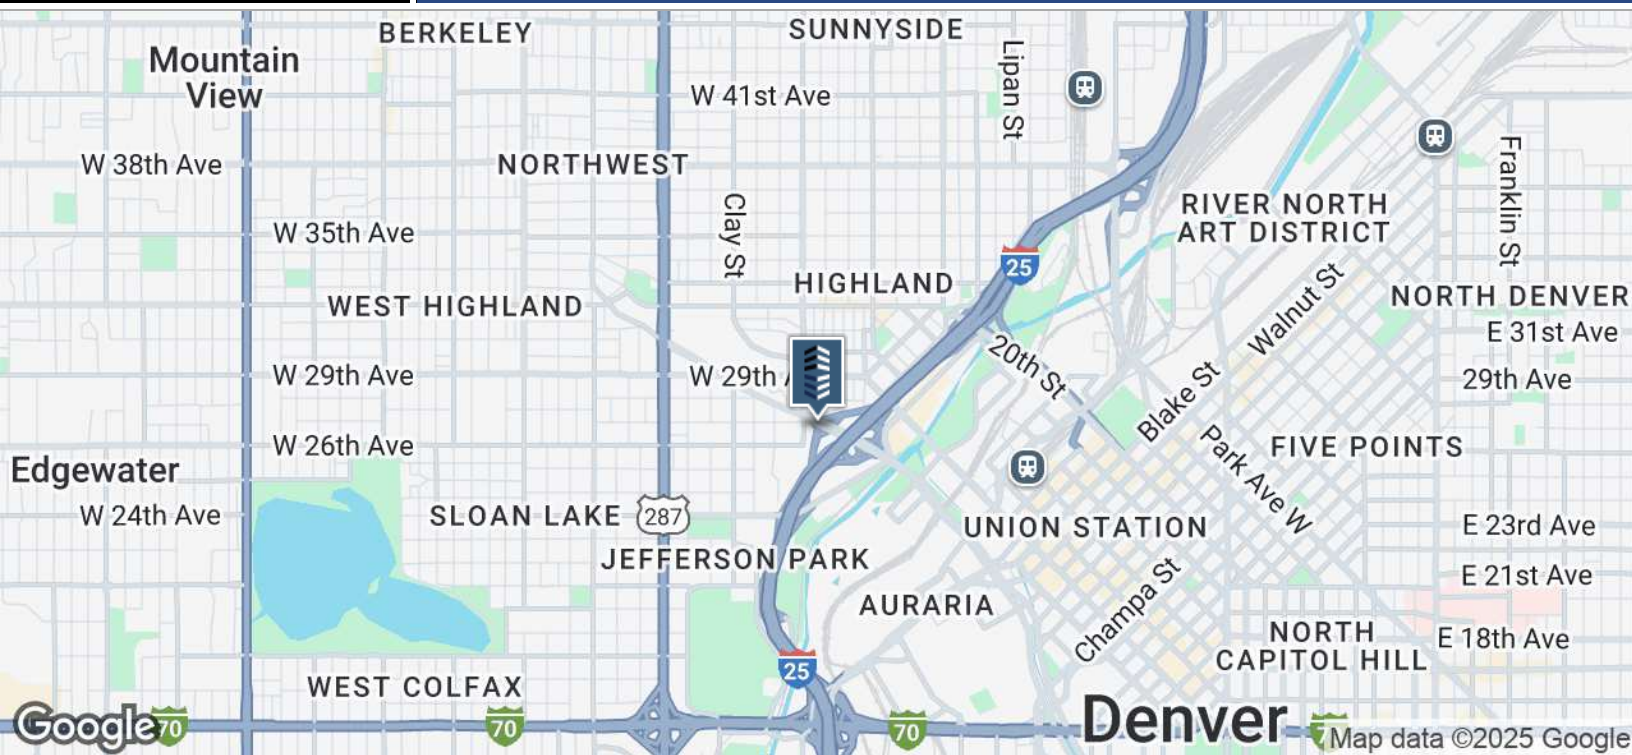 BERKELEY
SUNNYSIDE
Mountain
View
Lipan St
W 41st Ave
W 38th Ave
NORTHWEST
Franklin St
Clay St
RIVER NORTH
ART DISTRICT
W 35th Ave
25
HIGHLAND
WEST HIGHLAND
NORTH DENVER
Walnut St
E 31st Ave
20th St
W 29th Ave
W 29th A
29th Ave
Blake St
W 26th Ave
Park Ave W
FIVE POINTS
Edgewater
W 24th Ave
SLOAN LAKE
287
UNION STATION
E 23rd Ave
JEFFERSON PARK
E 21st Ave
AURARIA
Champa St
NORTH
CAPITOL HILL
E 18th Ave
25
WEST COLFAX
Google
70
70
70
Denver
Map data ©2025 Google